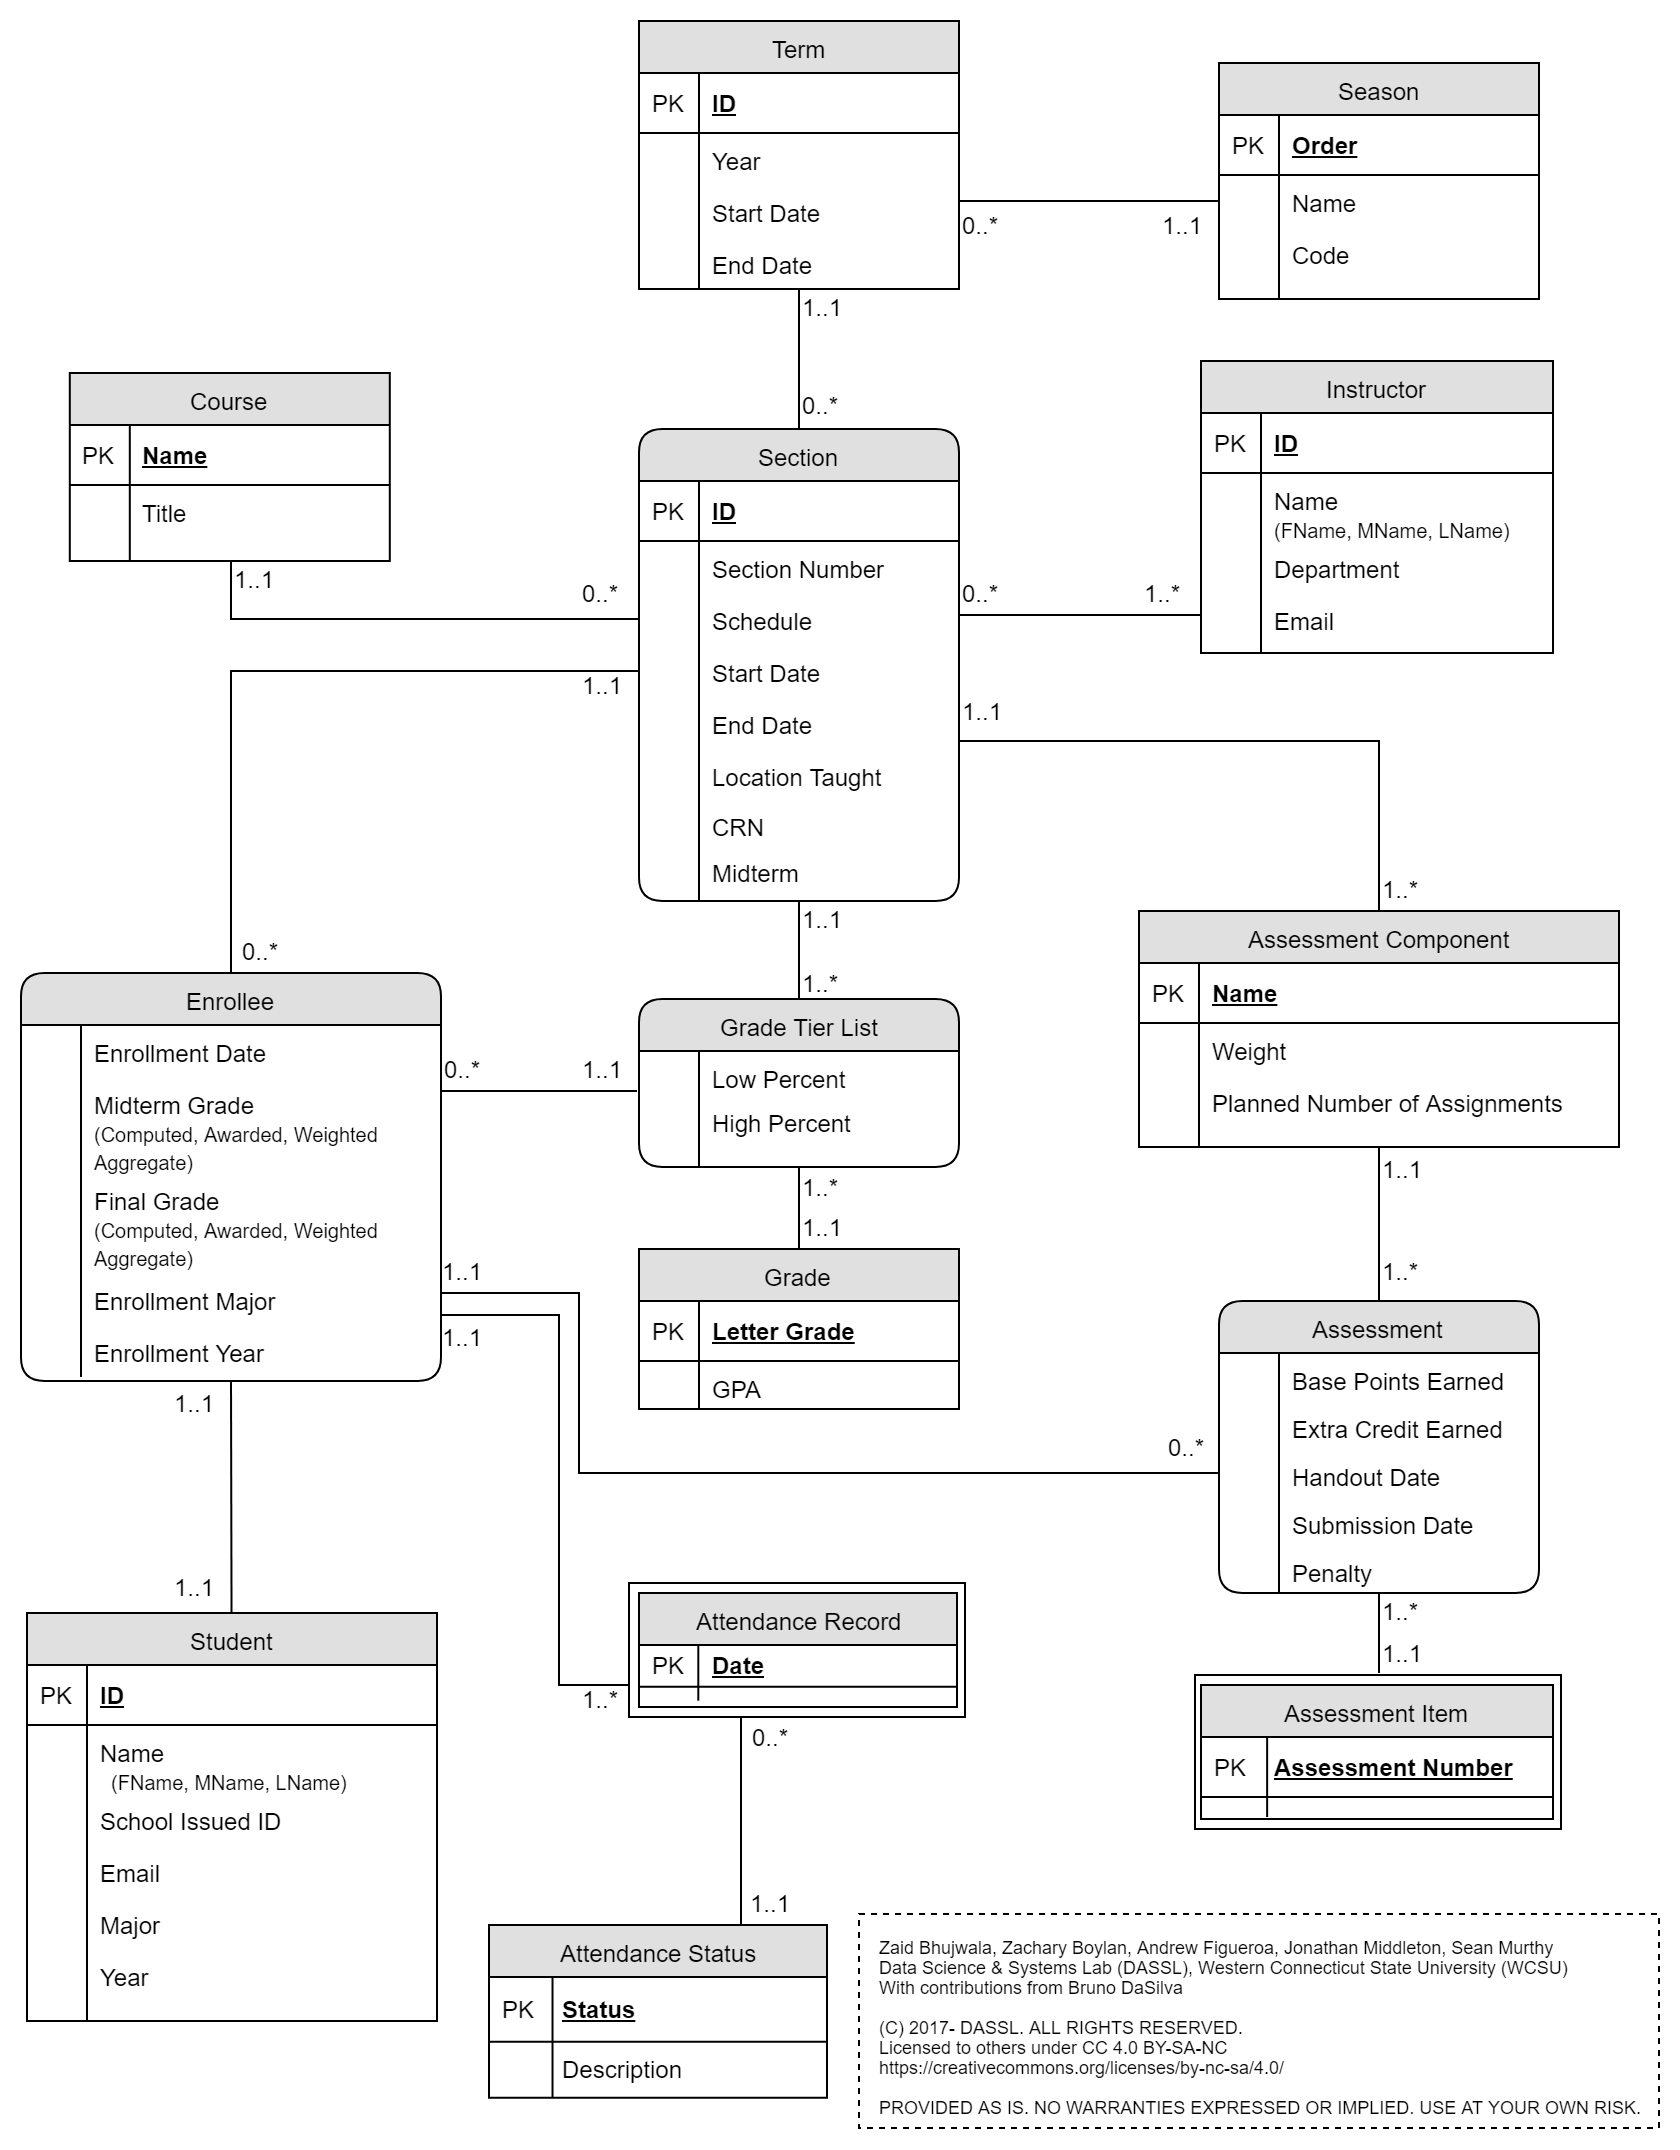 Term
PK ID
Year
Start Date
End Date
Season
PK Order
Name
Code
0..* 1..1
1..1
0..*
Course
PK Name
Title
1..1
0..*
Instructor
PK ID
Name
(FName, MName, LName)
Department
Email
0..* 1..*
Section
PK ID
Section Number
Schedule
Start Date
End Date
Location Taught
CRN
Midterm
1..1
0..*
1..1
1..*
1..1
1..*
Enrollee
Enrollment Date
Midterm Grade
(Computed, Awarded, Weighted
Aggregate)
Final Grade
(Computed, Awarded, Weighted
Aggregate)
Enrollment Major
Enrollment Year
0..* 1..1
Grade Tier List
Low Percent
High Percent
1..*
1..1
Grade
PK Letter Grade
GPA
Assessment Component
PK Name
Weight
Planned Number of Assignments
1..1
1..*
Assessment
Base Points Earned
Extra Credit Earned
Handout Date
Submission Date
Penalty
1..1
0..*
1..1
1..*
1..*
1..1
Assessment Item
PK Assessment Number
1..1
1..1
Student
PK ID
Name
(FName, MName, LName)
School Issued ID
Email
Major
Year
Attendance Record
PK Date
0..*
1..1
Attendance Status
PK Status
Description
Zaid Bhujwala, Zachary Boylan, Andrew Figueroa, Jonathan Middleton, Sean Murthy
Data Science & Systems Lab (DASSL), Western Connecticut State University (WCSU)
With contributions from Bruno DaSilva
(C) 2017- DASSL. ALL RIGHTS RESERVED.
Licensed to others under CC 4.0 BY-SA-NC
https://creativecommons.org/licenses/by-nc-sa/4.0/
PROVIDED AS IS. NO WARRANTIES EXPRESSED OR IMPLIED. USE AT YOUR OWN RISK.